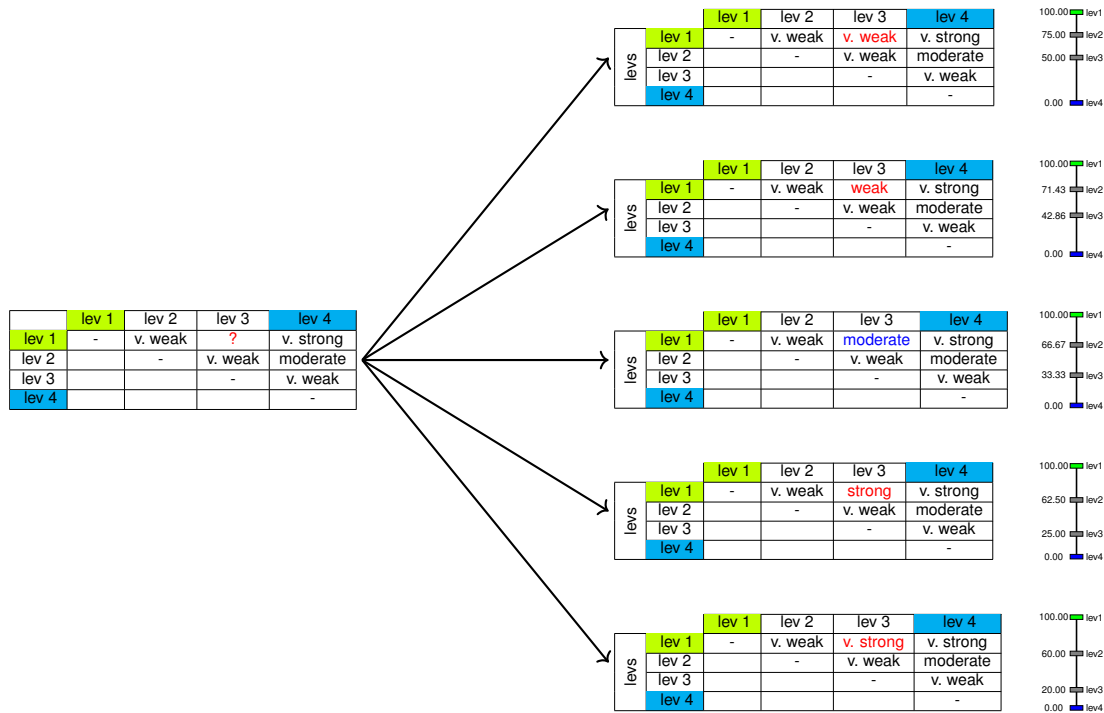 lev 1 lev 2 lev 3 lev 4
levs
lev 1 - v. weak v. weak v. strong
lev 2 - v. weak moderate
lev 3 - v. weak
lev 4 -
100.00 lev1
75.00 lev2
50.00 lev3
0.00 lev4
lev 1 lev 2 lev 3 lev 4
levs
lev 1 - v. weak weak v. strong
lev 2 - v. weak moderate
lev 3 - v. weak
lev 4 -
100.00 lev1
71.43 lev2
42.86 lev3
0.00 lev4
lev 1 lev 2 lev 3 lev 4
lev 1 - v. weak ? v. strong
lev 2 - v. weak moderate
lev 3 - v. weak
lev 4 -
lev 1 lev 2 lev 3 lev 4
levs
lev 1 - v. weak moderate v. strong
lev 2 - v. weak moderate
lev 3 - v. weak
lev 4 -
100.00 lev1
66.67 lev2
33.33 lev3
0.00 lev4
lev 1 lev 2 lev 3 lev 4
levs
lev 1 - v. weak strong v. strong
lev 2 - v. weak moderate
lev 3 - v. weak
lev 4 -
100.00 lev1
62.50 lev2
25.00 lev3
0.00 lev4
lev 1 lev 2 lev 3 lev 4
levs
lev 1 - v. weak v. strong v. strong
lev 2 - v. weak moderate
lev 3 - v. weak
lev 4 -
100.00 lev1
60.00 lev2
20.00 lev3
0.00 lev4